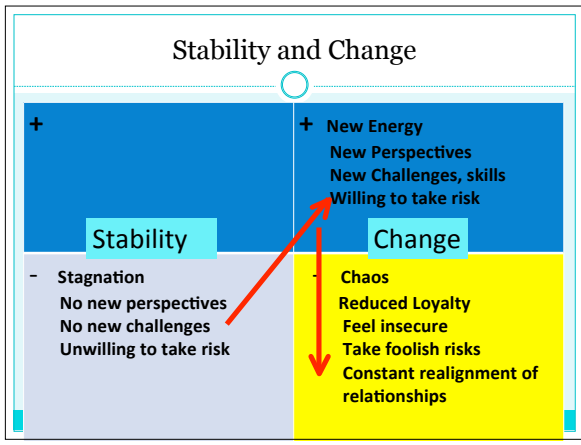 Stability and Change
+
+ New Energy
New Perspectives
New Challenges, skills
Willing to take risk
Stability
Change
- Stagnation
No new perspectives
No new challenges
Unwilling to take risk
- Chaos
Reduced Loyalty
Feel insecure
Take foolish risks
Constant realignment of
relationships